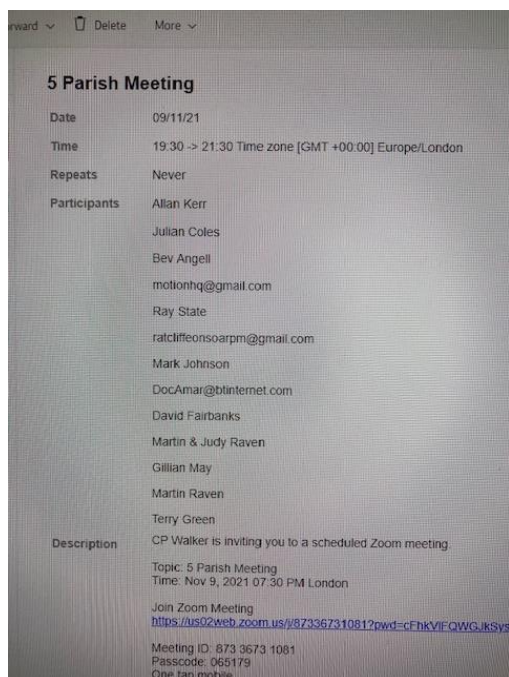 rward Delete More
5 Parish Meeting
Date 09/11/21
Time 19:30 -> 21:30 Time zone [GMT +00:00] Europe/London
Repeats Never
Participants Allan Kerr
Julian Coles
Bev Angell
motionhq@gmail.com
Ray State
ratcliffeonsoarpm@gmail.com
Mark Johnson
DocAmar@btinternet.com
David Fairbanks
Martin & Judy Raven
Gillian May
Martin Raven
Terry Green
Description CP Walker is inviting you to a scheduled Zoom meeting.
Topic: 5 Parish Meeting
Time: Nov 9, 2021 07:30 PM London
Join Zoom Meeting
https://us02web.zoom.us/j/87336731081?pwd=cFhkVlFQWGJkSys
Meeting ID: 873 3673 1081
Passcode: 065179
One tap mobile